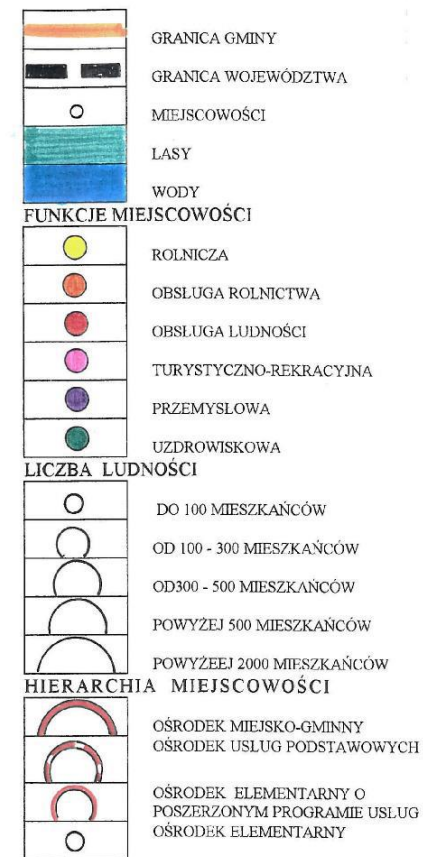 GRANICA GMINY
GRANICA WOJEWÓDZTWA
MIEJSCOWOŚCI
LASY
WODY
FUNKCJE MIEJSCOWOŚCI
ROLNICZA
OBSŁUGA ROLNICTWA
OBSŁUGA LUDNOŚCI
TURYSTYCZNO-REKRACYJNA
PRZEMYSŁOWA
UZDROWISKOWA
LICZBA LUDNOŚCI
DO 100 MIESZKAŃCÓW
OD 100 - 300 MIESZKAŃCÓW
OD300 - 500 MIESZKAŃCÓW
POWYŻEJ 500 MIESZKAŃCÓW
POWYŻEEJ 2000 MIESZKAŃCÓW
HIERARCHIA MIEJSCOWOŚCI
OŚRODEK MIEJSKO-GMINNY
OŚRODEK USŁUG PODSTAWOWYCH
OŚRODEK ELEMENTARNY O
POSZERZONYM PROGRAMIE USŁUG
OŚRODEK ELEMENTARNY